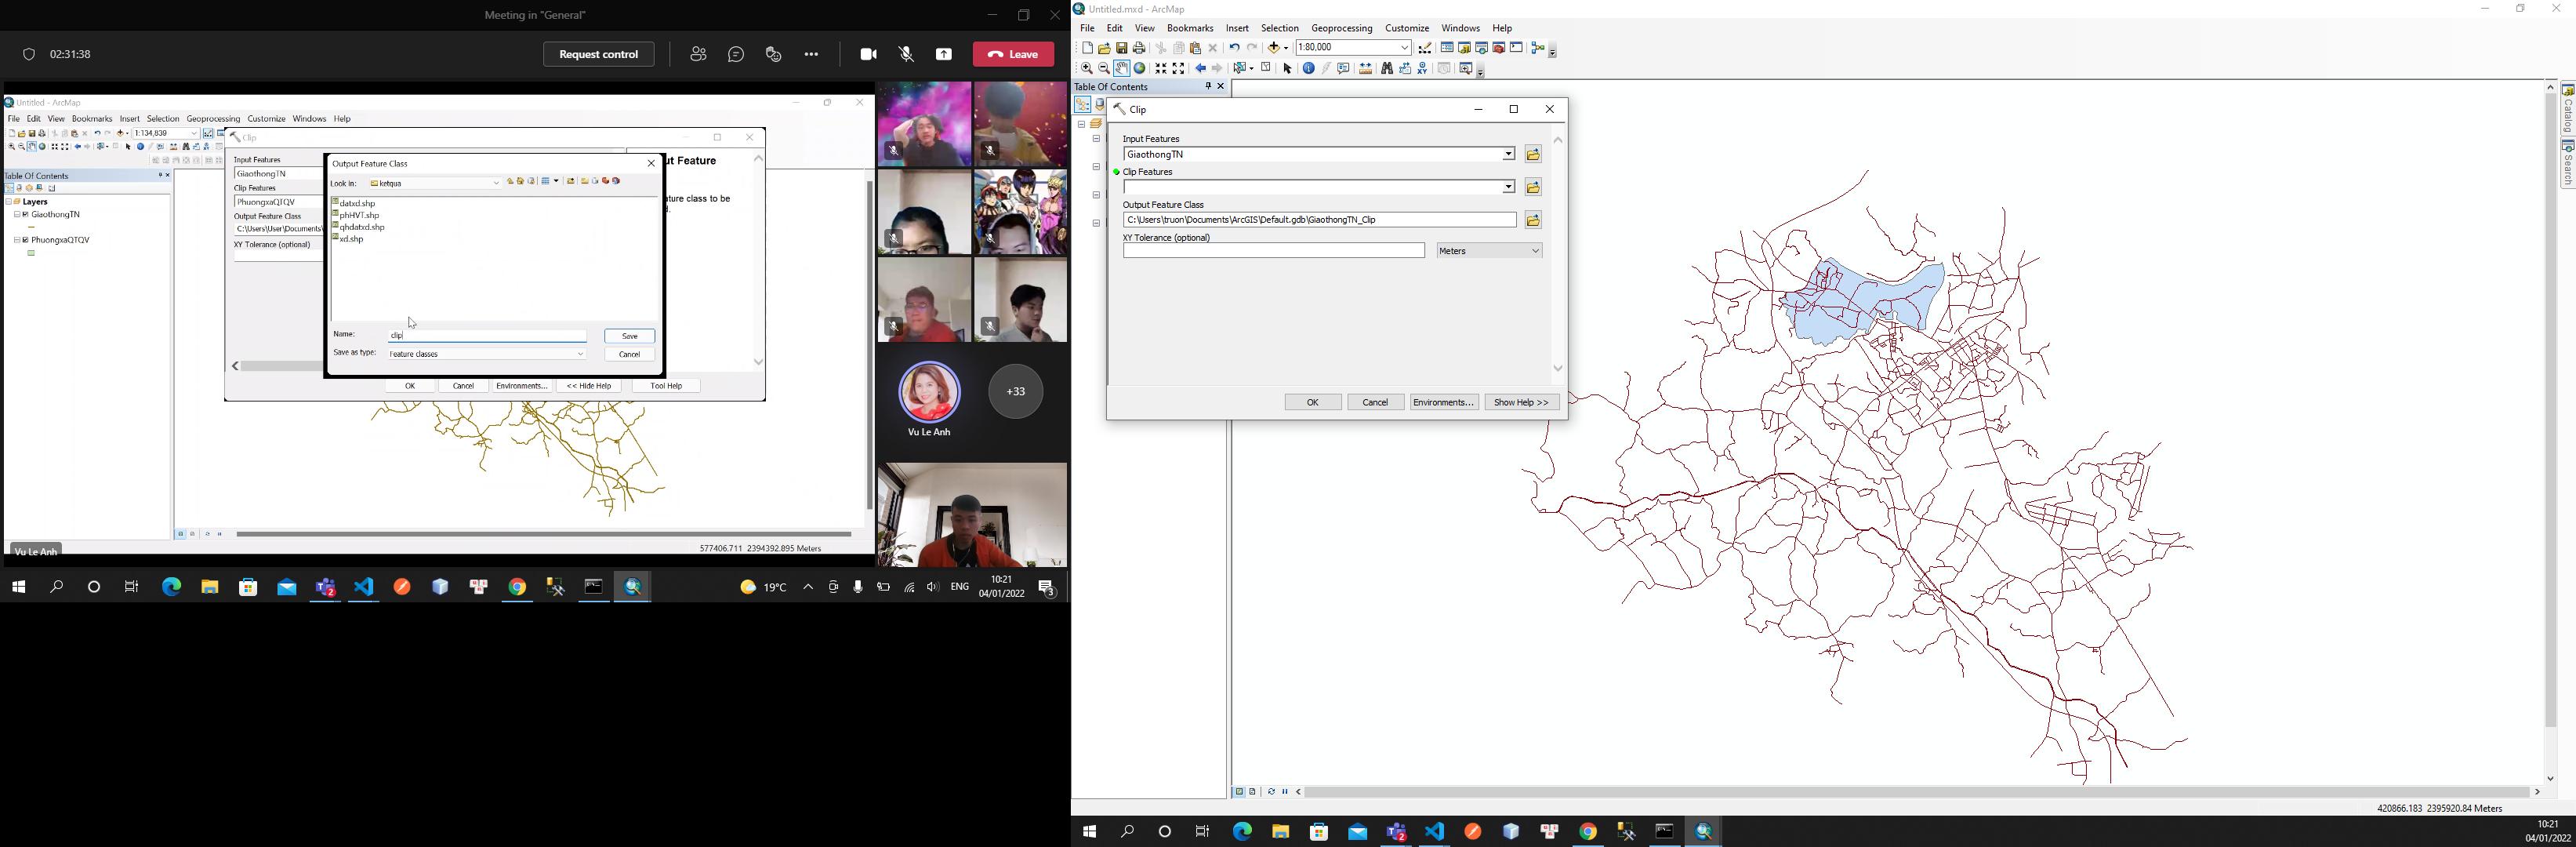 Meeting in "General"
02:31:38
Request control
Leave
Untitled - ArcMap
File Edit View Bookmarks Insert Selection Geoprocessing Customize Windows Help
1:134,839
Clip
Input Features
GiaothongTN
Clip Features
PhuongxaQTQV
Output Feature Class
C:\Users\User\Documents\
XY Tolerance (optional)
Table Of Contents
Layers
GiaothongTN
PhuongxaQTQV
Output Feature Class
Look in: ketqua
datxd.shp
phHVT.shp
qhdatxd.shp
xd.shp
Name: clip
Save
Save as type: Feature classes
Cancel
ut Feature
ature class to be
d.
OK Cancel Environments... << Hide Help Tool Help
577406.711 2394392.895 Meters
Vu Le Anh
Vu Le Anh
+33
2
19°C
ENG
10:21
04/01/2022
3
Untitled.mxd - ArcMap
File Edit View Bookmarks Insert Selection Geoprocessing Customize Windows Help
1:80,000
Table Of Contents
Clip
Input Features
GiaothongTN
Clip Features
Output Feature Class
C:\Users\truon\Documents\ArcGIS\Default.gdb\GiaothongTN_Clip
XY Tolerance (optional)
Meters
OK Cancel Environments... Show Help >>
Catalog
Search
420866.183 2395920.84 Meters
2
10:21
04/01/2022